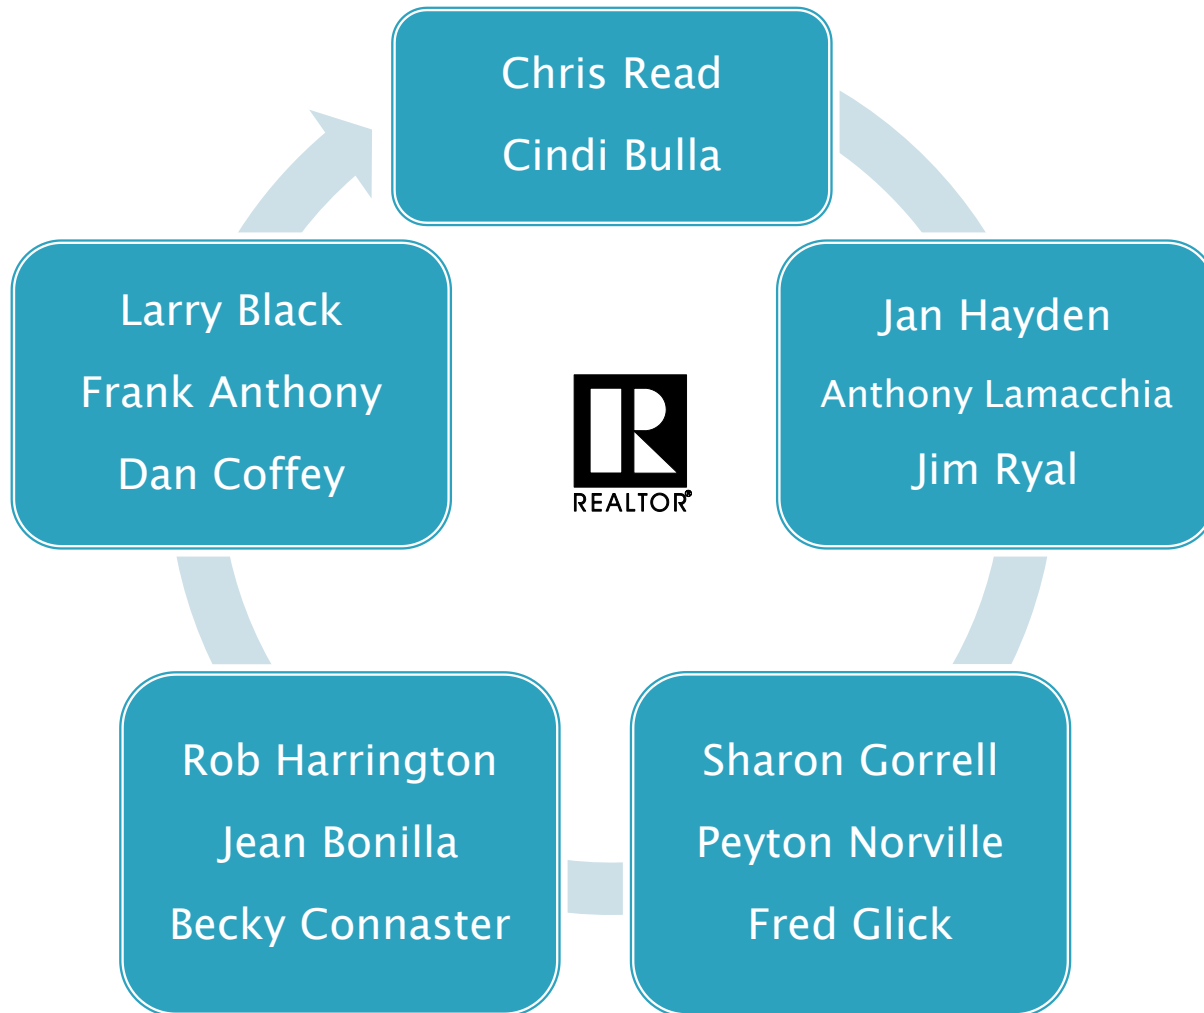 Chris Read
Cindi Bulla
Jan Hayden
Anthony Lamacchia
Jim Ryal
Sharon Gorrell
Peyton Norville
Fred Glick
Rob Harrington
Jean Bonilla
Becky Connaster
Larry Black
Frank Anthony
Dan Coffey
R
REALTOR®